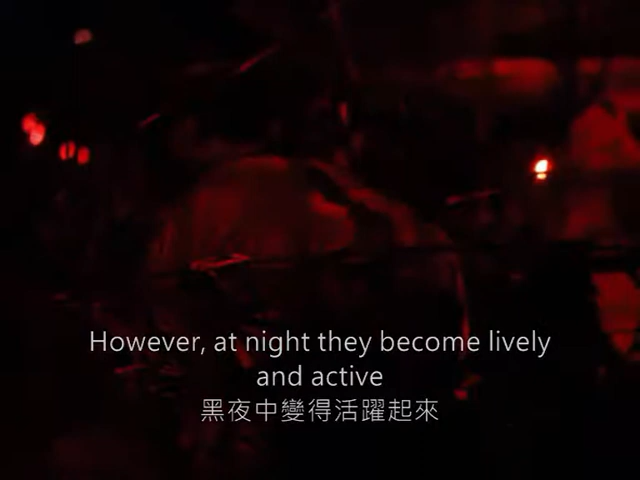 However, at night they become lively
and active
黑夜中變得活躍起來